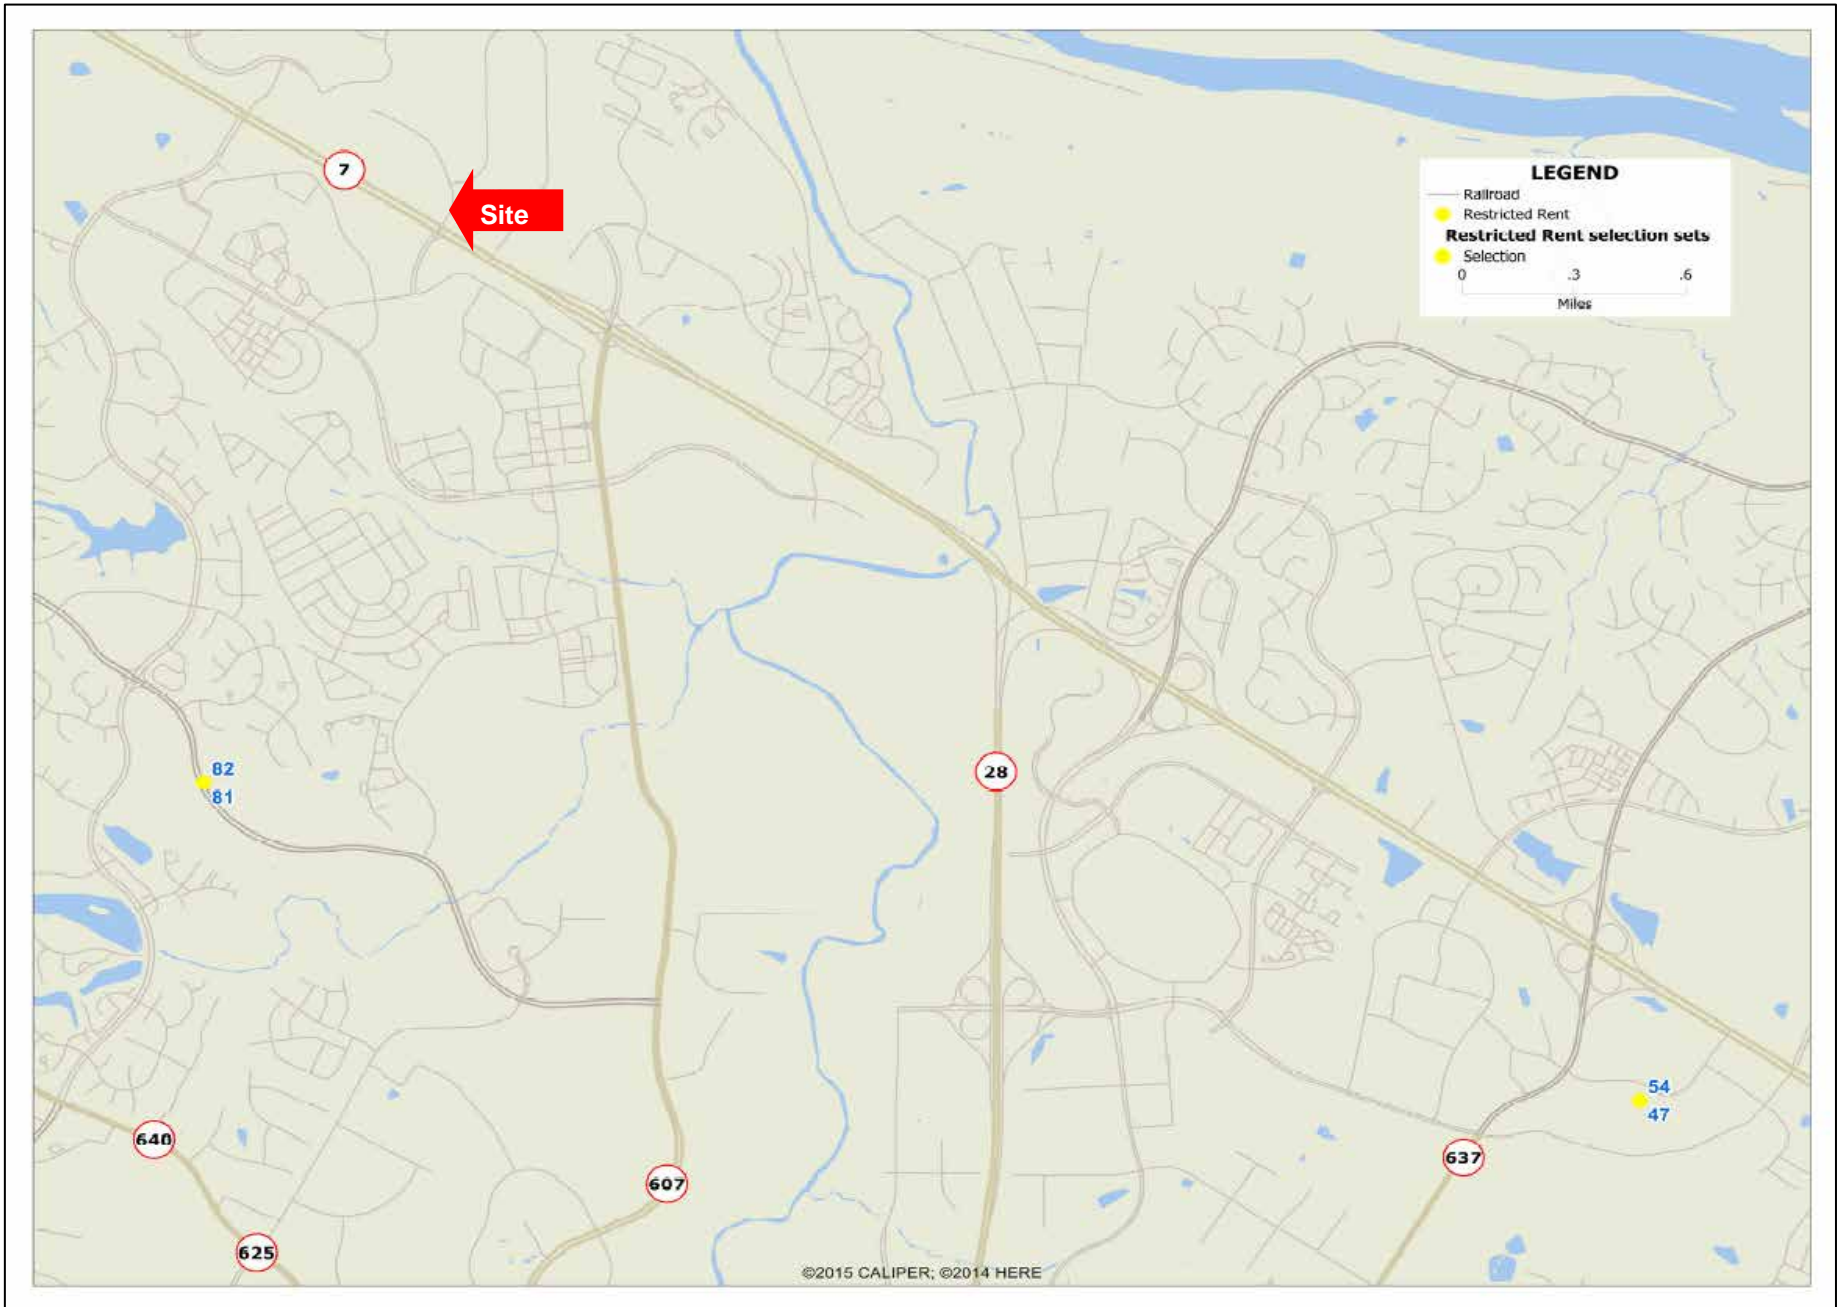 7
Site
LEGEND
Railroad
Restricted Rent
Restricted Rent selection sets
Selection
0 .3 .6
Miles
28
82
81
54
47
640
637
607
625
©2015 CALIPER; ©2014 HERE